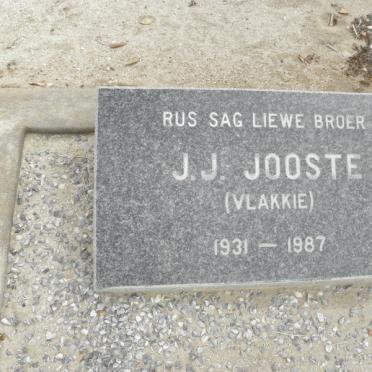 RUS SAG LIEWE BROER
J.J. JOOSTE
(VLAKKIE)
1931 — 1987